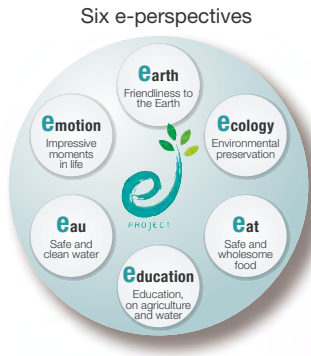 Six e-perspectives
earth
Friendliness to
the Earth
emotion
Impressive
moments
in life
ecology
Environmental
preservation
e
PROJECT
eau
Safe and
clean water
eat
Safe and
wholesome
food
education
Education,
on agriculture
and water